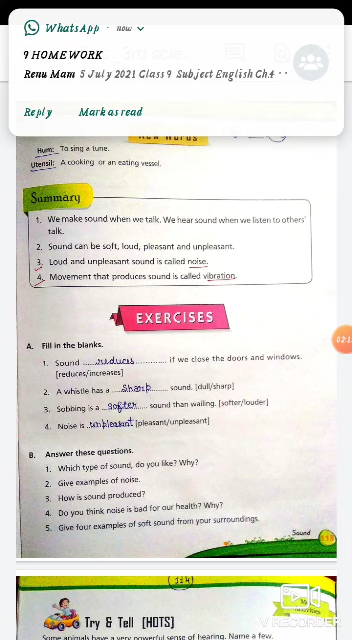 WhatsApp · now
9 HOMEWORK
Renu Mam 5 July 2021 Class 9 Subject English Ch.4 ··
Reply Mark as read
New Words
Hum: To sing a tune.
Utensil: A cooking or an eating vessel.
Summary
1. We make sound when we talk. We hear sound when we listen to others'
talk.
2. Sound can be soft, loud, pleasant and unpleasant.
3. Loud and unpleasant sound is called noise.
4. Movement that produces sound is called vibration.
EXERCISES
A. Fill in the blanks.
1. Sound ......reduces............ if we close the doors and windows.
[reduces/increases]
2. A whistle has a ....Sharp...... sound. [dull/sharp]
3. Sobbing is a ..softer.... sound than wailing. [softer/louder]
4. Noise is ..unpleasant [pleasant/unpleasant]
B. Answer these questions.
1. Which type of sound, do you like? Why?
2. Give examples of noise.
3. How is sound produced?
4. Do you think noise is bad for our health? Why?
5. Give four examples of soft sound from your surroundings.
Sound
Try & Tell [HOTS]
Some animals have a very powerful sense of hearing. Name a few.
RECORDER